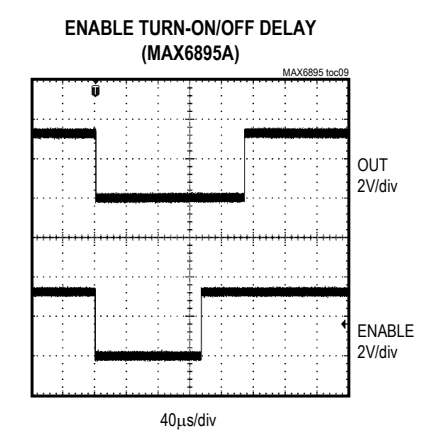 ENABLE TURN-ON/OFF DELAY
(MAX6895A)
MAX6895 toc09
T
OUT
2V/div
ENABLE
2V/div
40μs/div